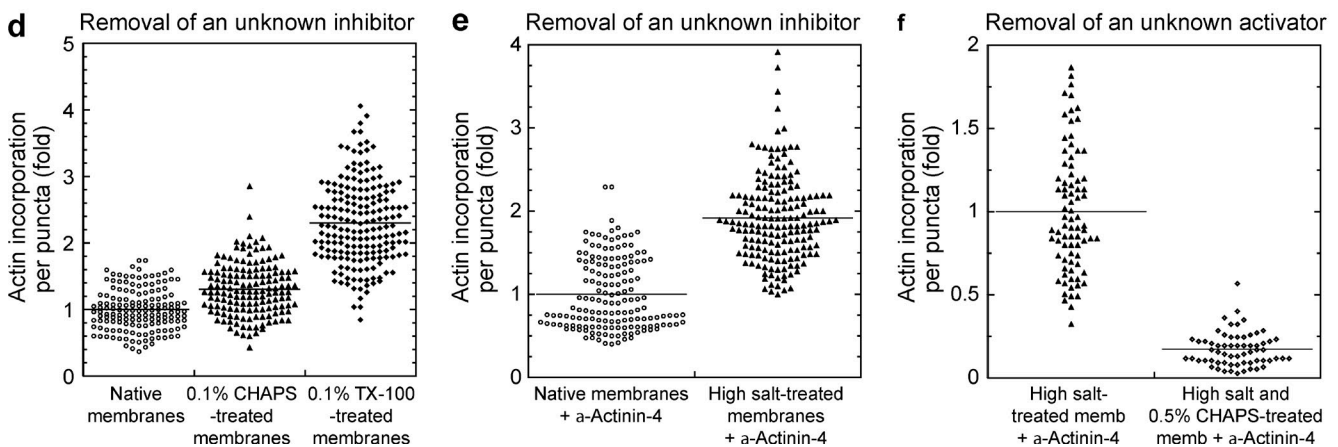 d Removal of an unknown inhibitor
Actin incorporation
per puncta (fold)
5
4
3
2
1
0
Native
membranes
0.1% CHAPS
-treated
membranes
0.1% TX-100
-treated
membranes
e Removal of an unknown inhibitor
Actin incorporation
per puncta (fold)
4
3
2
1
0
Native membranes
+ a-Actinin-4
High salt-treated
membranes
+ a-Actinin-4
f Removal of an unknown activator
Actin incorporation
per puncta (fold)
2
1.5
1
0.5
0
High salt-
treated memb
+ a-Actinin-4
High salt and
0.5% CHAPS-treated
memb + a-Actinin-4